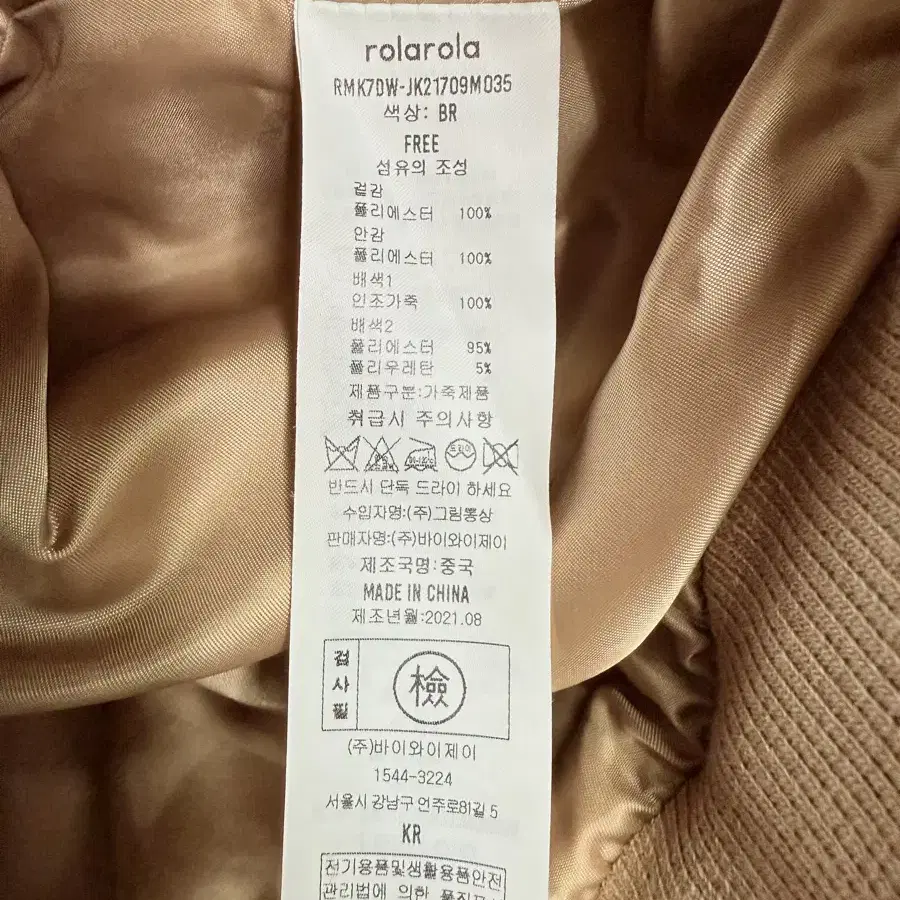 rolarola
RMK7DW-JK21709M035
색상: BR
FREE
섬유의 조성
겉감
폴리에스터 100%
안감
폴리에스터 100%
배색1
인조가죽 100%
배색2
폴리에스터 95%
폴리우레탄 5%
제품구분:가죽제품
취급시 주의사항
드라이
반드시 단독 드라이 하세요
수입자명:(주)그림통상
판매자명:(주)바이와이제이
제조국명:중국
MADE IN CHINA
제조년월:2021.08
검사필
檢
(주)바이와이제이
1544-3224
서울시 강남구 언주로81길 5
KR
전기용품및생활용품안전
관리법에 의한